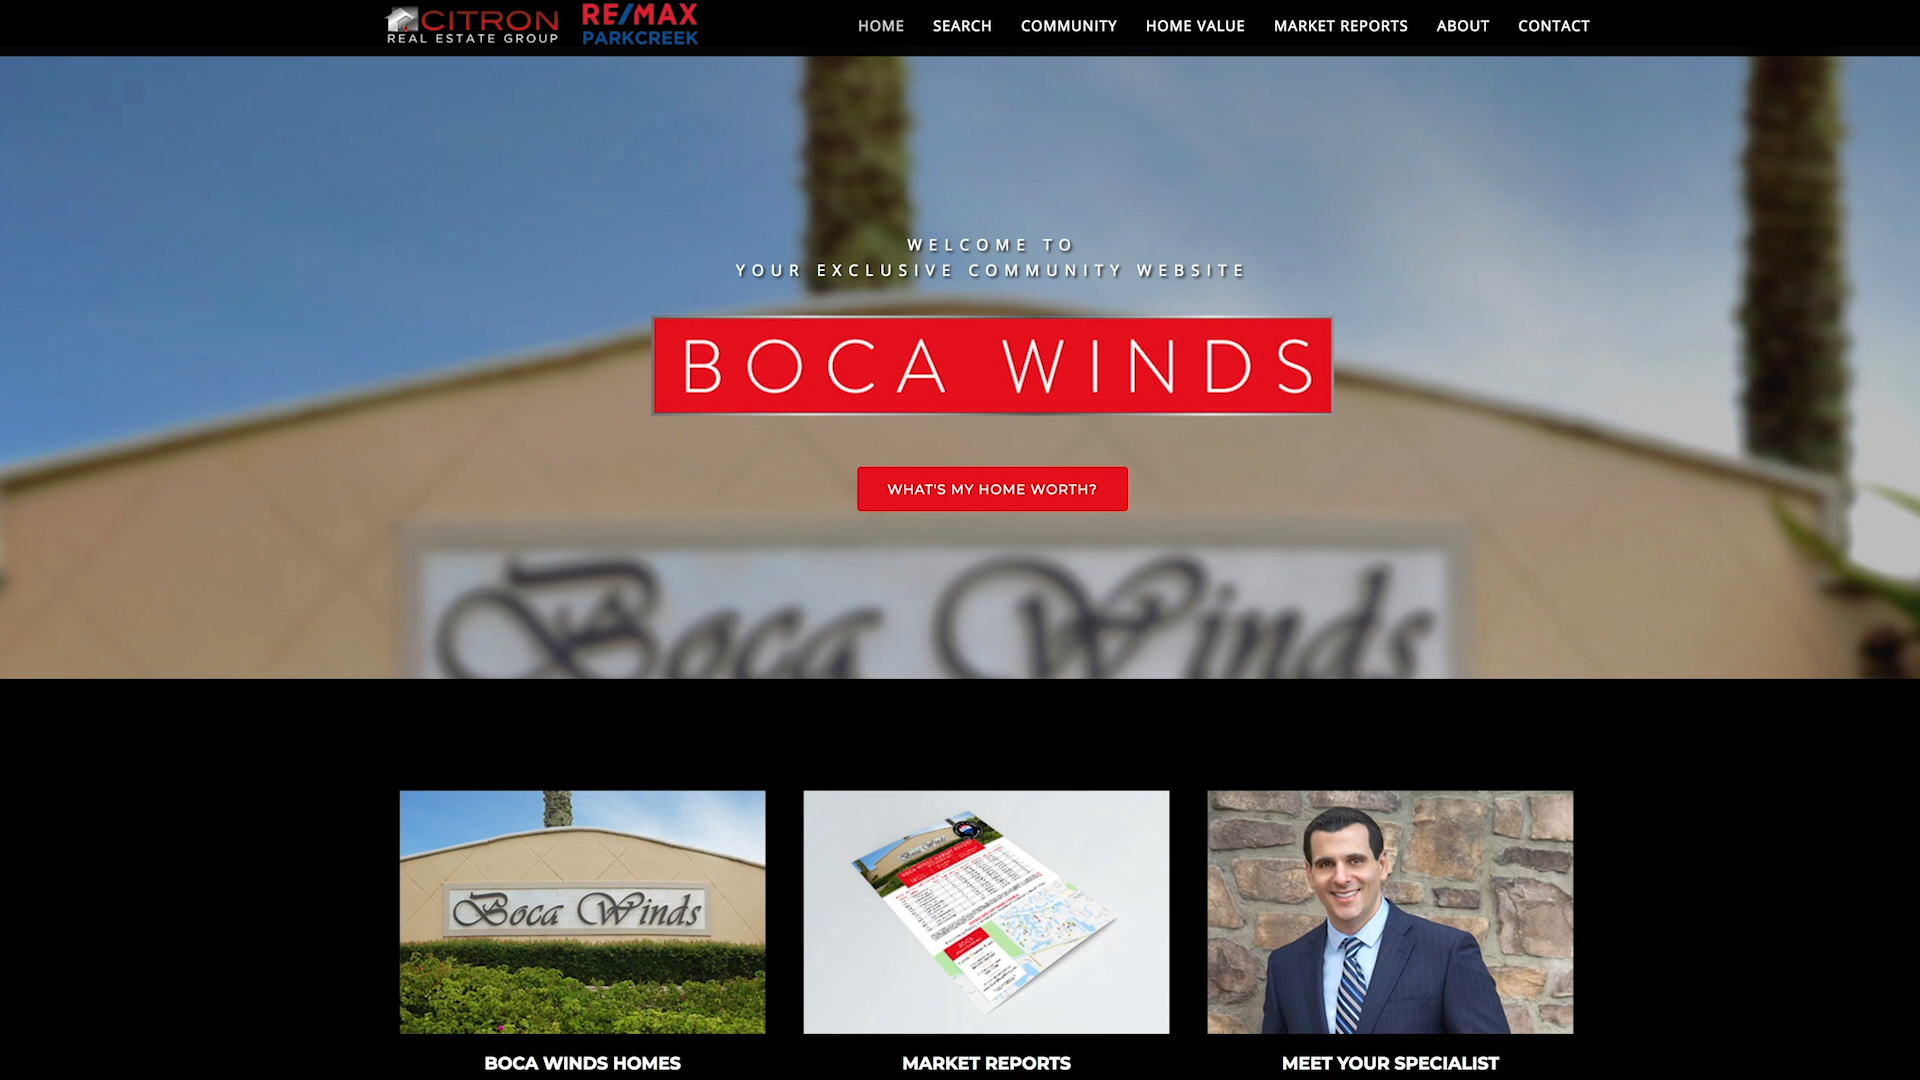 CITRON
REAL ESTATE GROUP
RE/MAX
PARKCREEK
HOME SEARCH COMMUNITY HOME VALUE MARKET REPORTS ABOUT CONTACT
WELCOME TO
YOUR EXCLUSIVE COMMUNITY WEBSITE
BOCA WINDS
WHAT'S MY HOME WORTH?
Boca Winds
Boca Winds
BOCA WINDS HOMES
MARKET REPORTS
MEET YOUR SPECIALIST